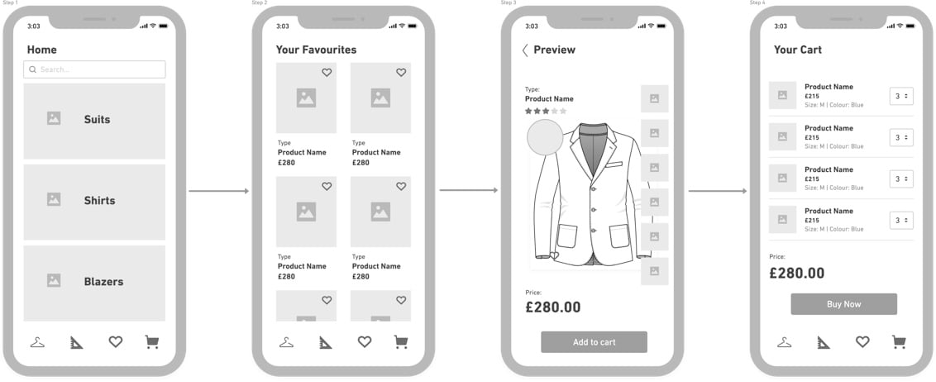 Step 1
3:03
Home
Search...
Suits
Shirts
Blazers
Step 2
3:03
Your Favourites
Type
Product Name
£280
Type
Product Name
£280
Type
Product Name
£280
Type
Product Name
£280
Step 3
3:03
Preview
Type:
Product Name
Price:
£280.00
Add to cart
Step 4
3:03
Your Cart
Product Name
£215
Size: M | Colour: Blue
3
Product Name
£215
Size: M | Colour: Blue
3
Product Name
£215
Size: M | Colour: Blue
3
Product Name
£215
Size: M | Colour: Blue
3
Price:
£280.00
Buy Now